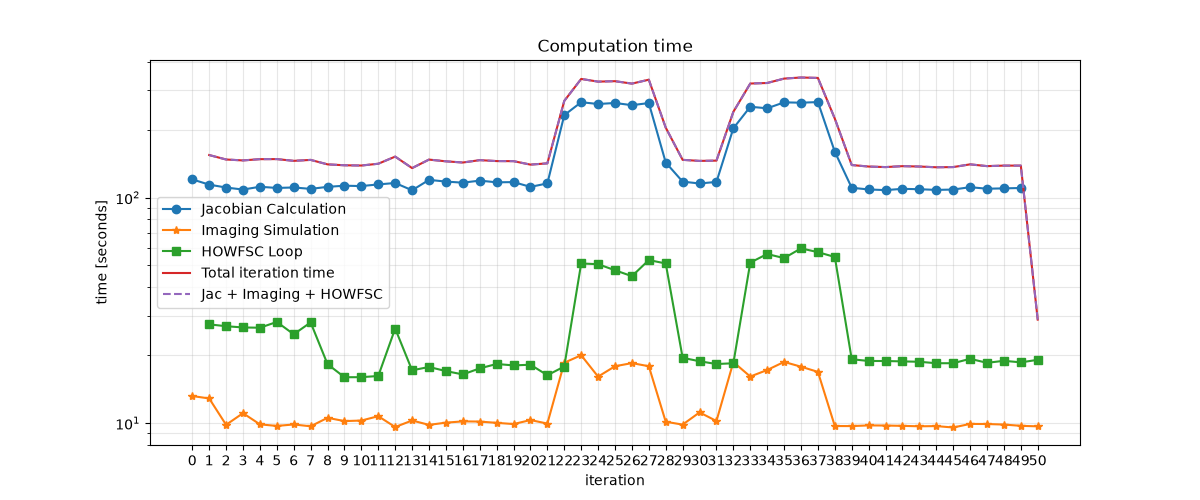 Computation time
time [seconds]
10²
10¹
Jacobian Calculation
Imaging Simulation
HOWFSC Loop
Total iteration time
Jac + Imaging + HOWFSC
0 1 2 3 4 5 6 7 8 9 10 11 12 13 14 15 16 17 18 19 20 21 22 23 24 25 26 27 28 29 30 31 32 33 34 35 36 37 38 39 40 41 42 43 44 45 46 47 48 49 50
iteration